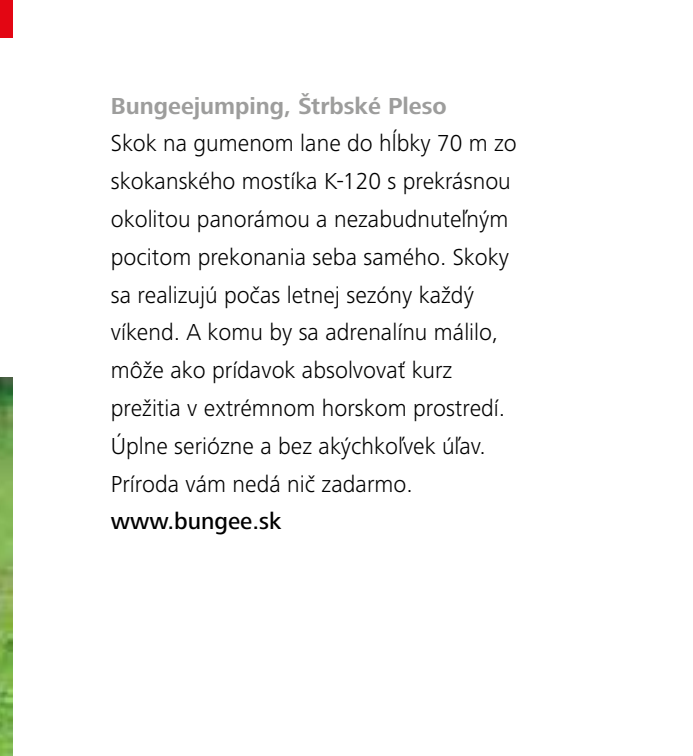 Bungeejumping, Štrbské Pleso
Skok na gumenom lane do hĺbky 70 m zo
skokanského mostíka K-120 s prekrásnou
okolitou panorámou a nezabudnuteľným
pocitom prekonania seba samého. Skoky
sa realizujú počas letnej sezóny každý
víkend. A komu by sa adrenalínu málilo,
môže ako prídavok absolvovať kurz
prežitia v extrémnom horskom prostredí.
Úplne seriózne a bez akýchkoľvek úľav.
Príroda vám nedá nič zadarmo.
www.bungee.sk